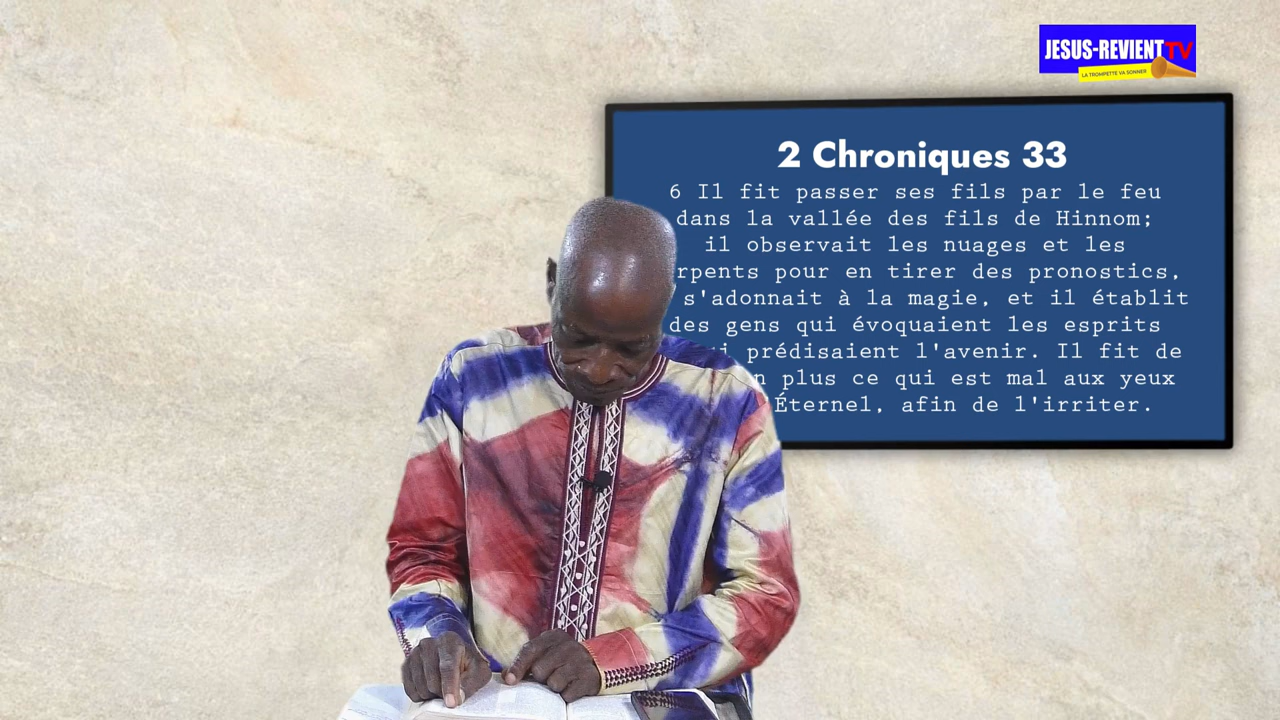 JESUS-REVIENT TV
LA TROMPETTE VA SONNER
2 Chroniques 33
6 Il fit passer ses fils par le feu
dans la vallée des fils de Hinnom;
il observait les nuages et les
rpents pour en tirer des pronostics,
s'adonnait à la magie, et il établit
des gens qui évoquaient les esprits
i prédisaient l'avenir. Il fit de
n plus ce qui est mal aux yeux
Éternel, afin de l'irriter.